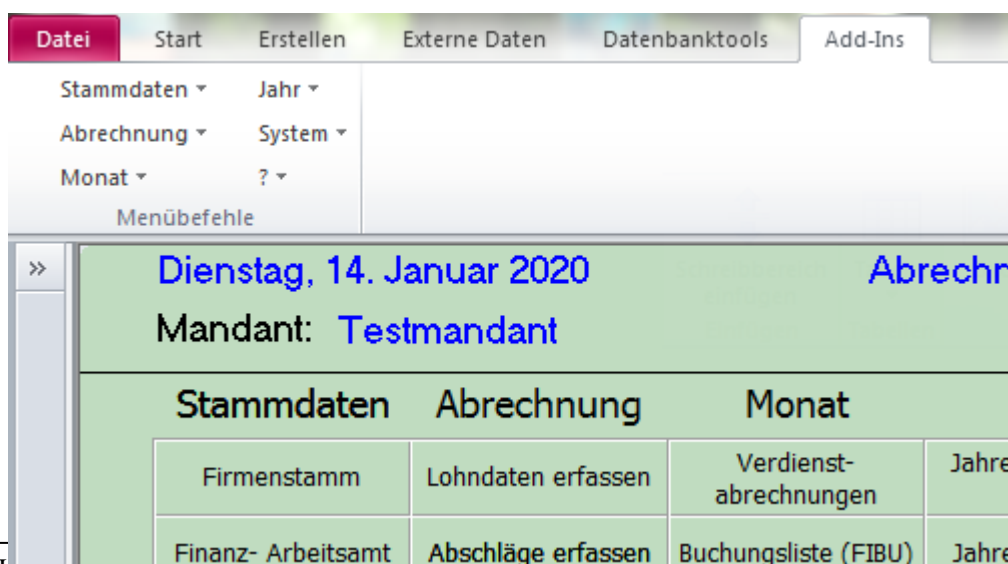 Datei Start Erstellen Externe Daten Datenbanktools Add-Ins
Stammdaten Jahr
Abrechnung System
Monat ?
Menübefehle
» Dienstag, 14. Januar 2020
Mandant: Testmandant
Stammdaten Abrechnung Monat
Firmenstamm Lohndaten erfassen Verdienst-
abrechnungen
Finanz- Arbeitsamt Abschläge erfassen Buchungsliste (FIBU)